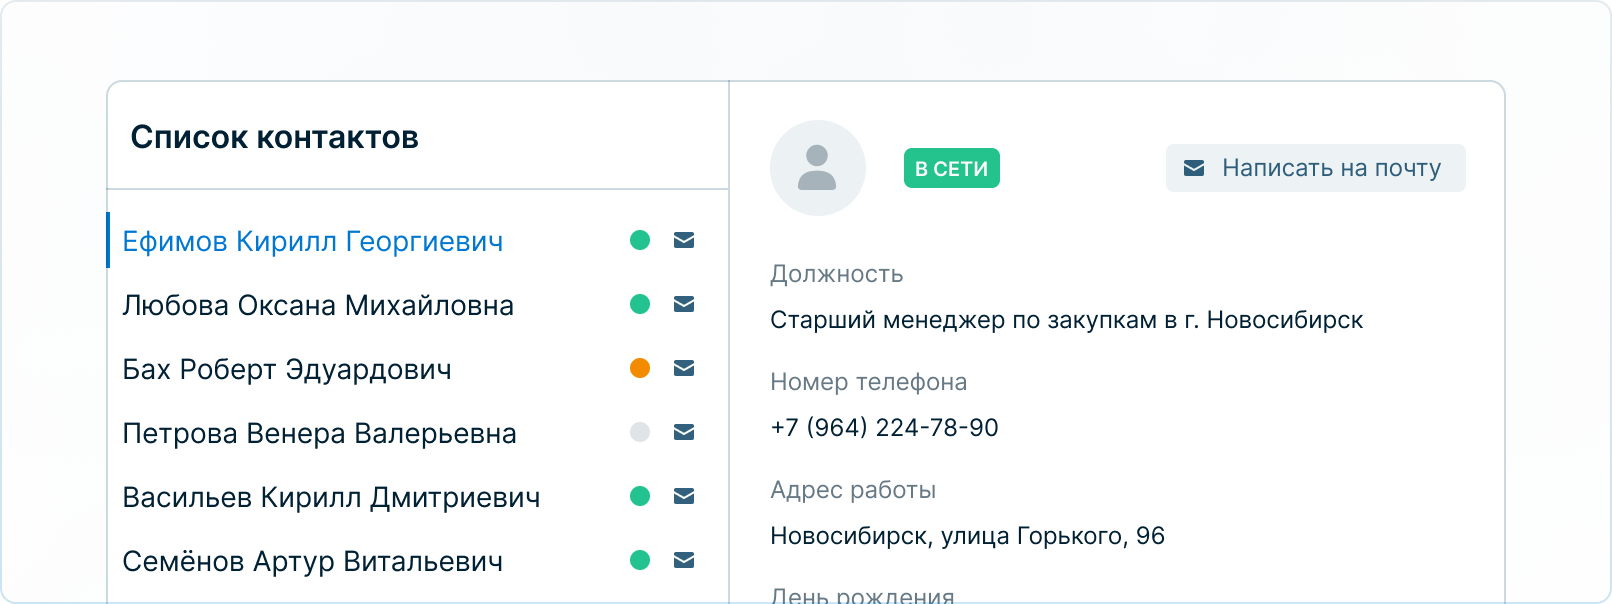 Список контактов
Ефимов Кирилл Георгиевич
Любова Оксана Михайловна
Бах Роберт Эдуардович
Петрова Венера Валерьевна
Васильев Кирилл Дмитриевич
Семёнов Артур Витальевич
В СЕТИ
Написать на почту
Должность
Старший менеджер по закупкам в г. Новосибирск
Номер телефона
+7 (964) 224-78-90
Адрес работы
Новосибирск, улица Горького, 96
День рождения